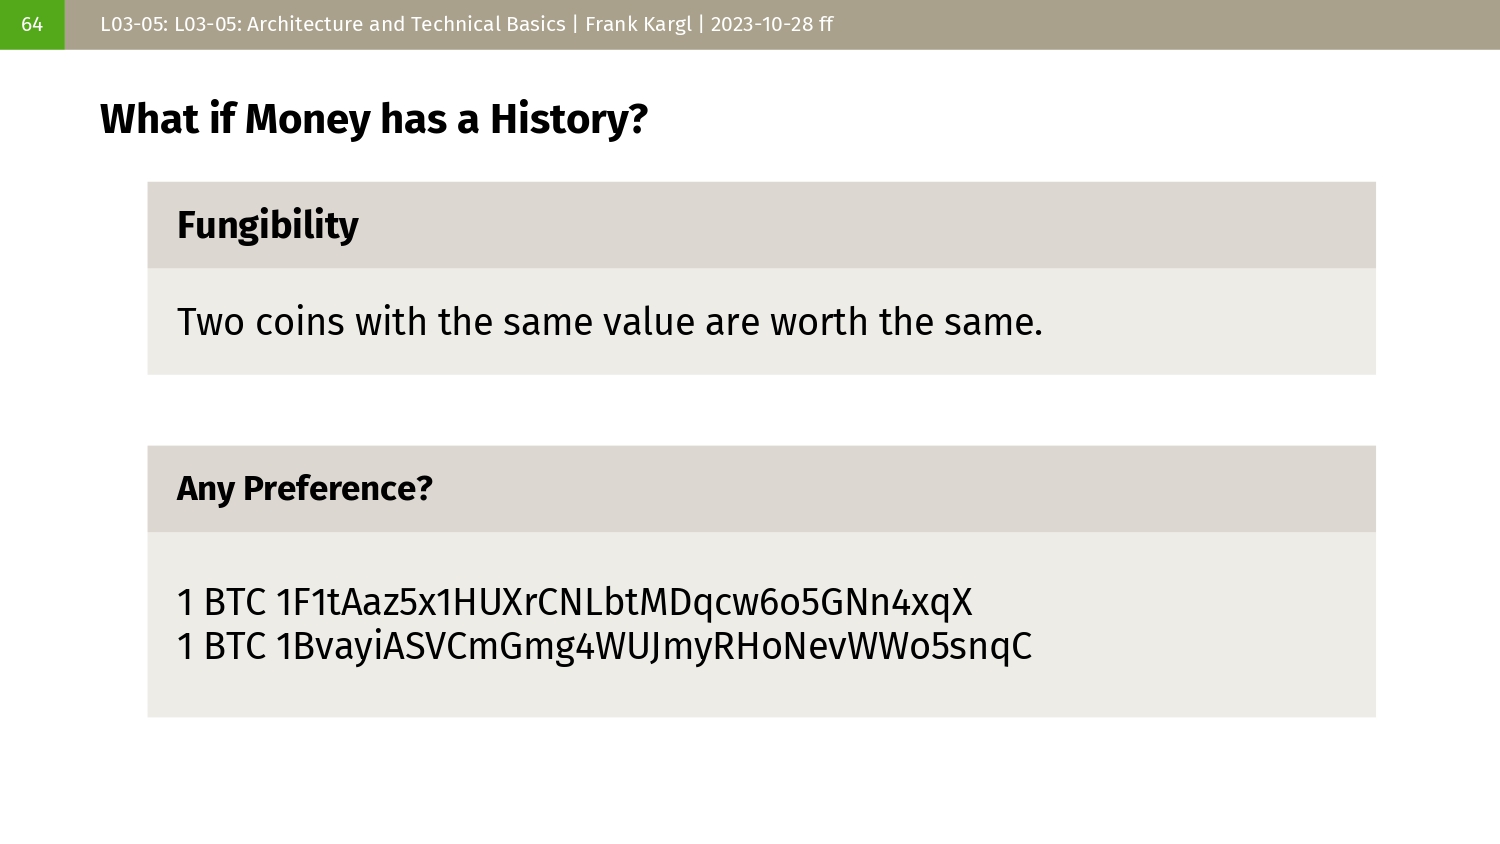 64
L03-05: L03-05: Architecture and Technical Basics | Frank Kargl | 2023-10-28 ff
What if Money has a History?
Fungibility
Two coins with the same value are worth the same.
Any Preference?
1 BTC 1F1tAaz5x1HUXrCNLbtMDqcw6o5GNn4xqX
1 BTC 1BvayiASVCmGmg4WUJmyRHoNevWWo5snqC